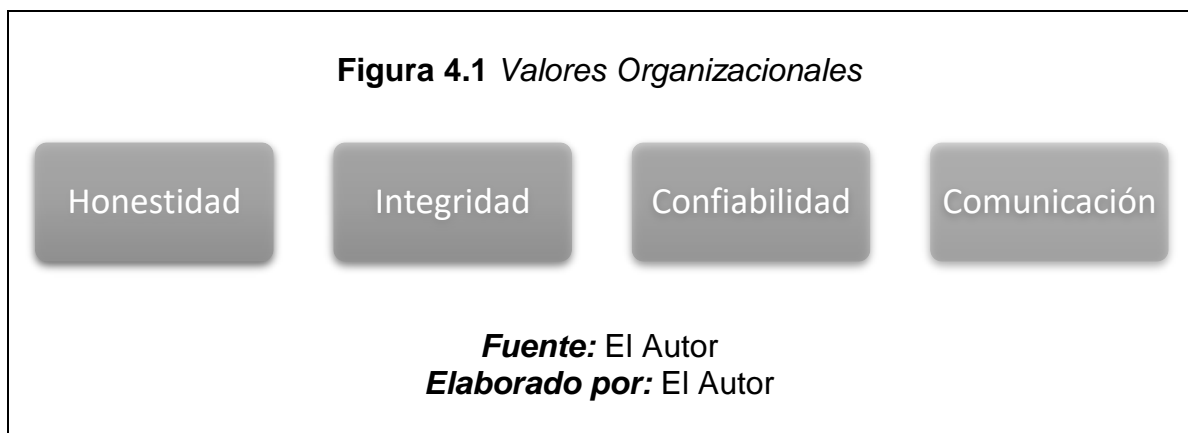 Figura 4.1 Valores Organizacionales
Honestidad Integridad Confiabilidad Comunicación
Fuente: El Autor
Elaborado por: El Autor